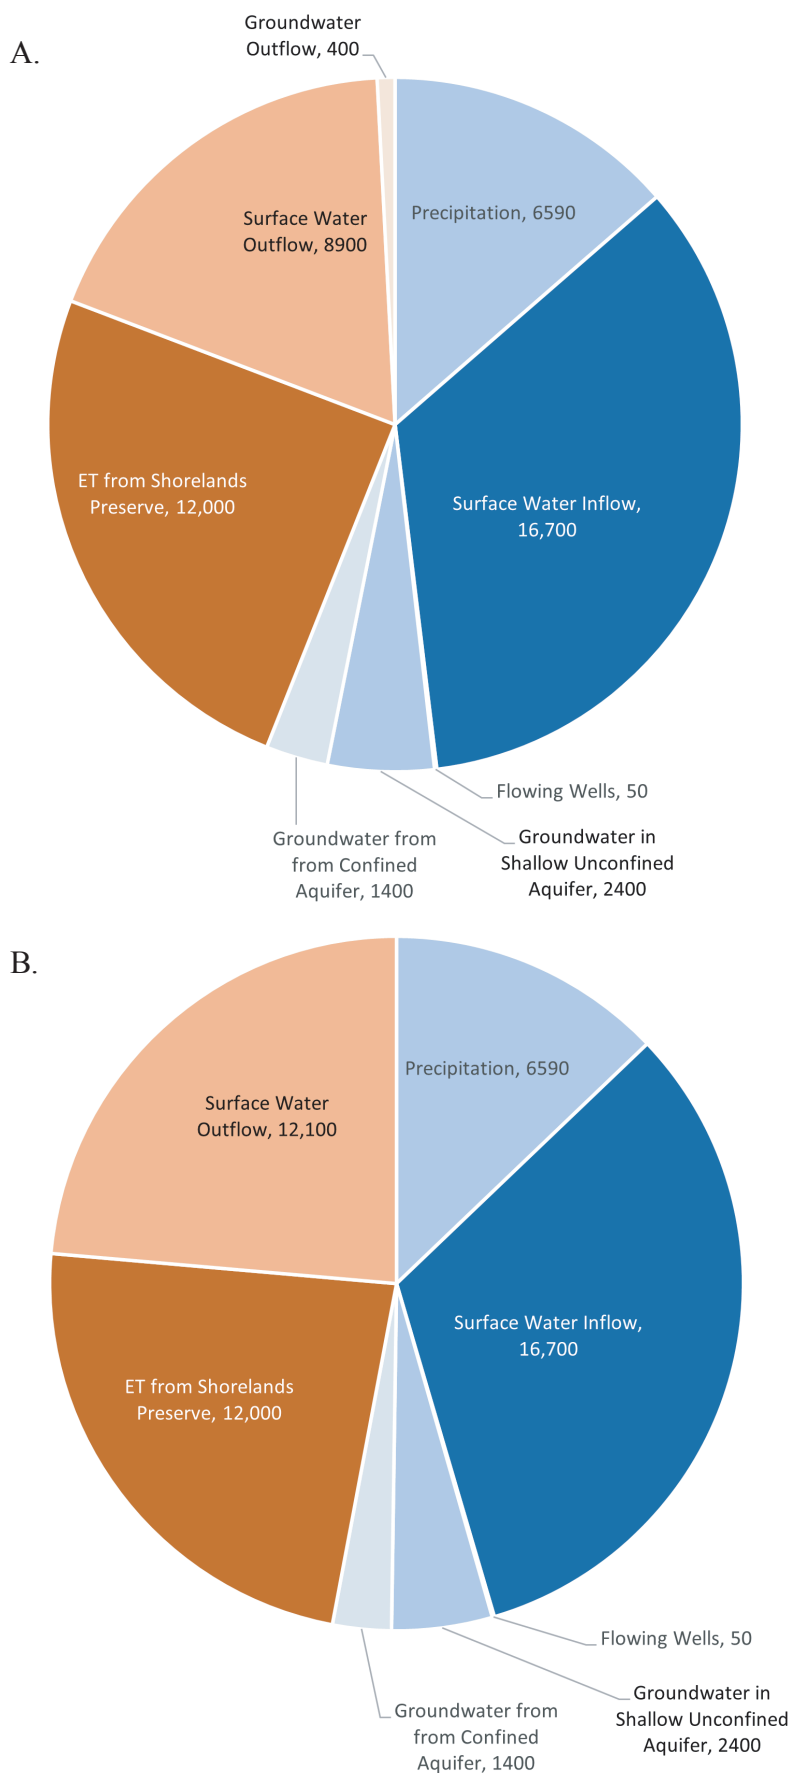 A.
Groundwater
Outflow, 400
Precipitation, 6590
Surface Water
Outflow, 8900
ET from Shorelands
Preserve, 12,000
Surface Water Inflow,
16,700
Flowing Wells, 50
Groundwater from
from Confined
Aquifer, 1400
Groundwater in
Shallow Unconfined
Aquifer, 2400
B.
Precipitation, 6590
Surface Water
Outflow, 12,100
Surface Water Inflow,
16,700
ET from Shorelands
Preserve, 12,000
Flowing Wells, 50
Groundwater in
Shallow Unconfined
Aquifer, 2400
Groundwater from
from Confined
Aquifer, 1400